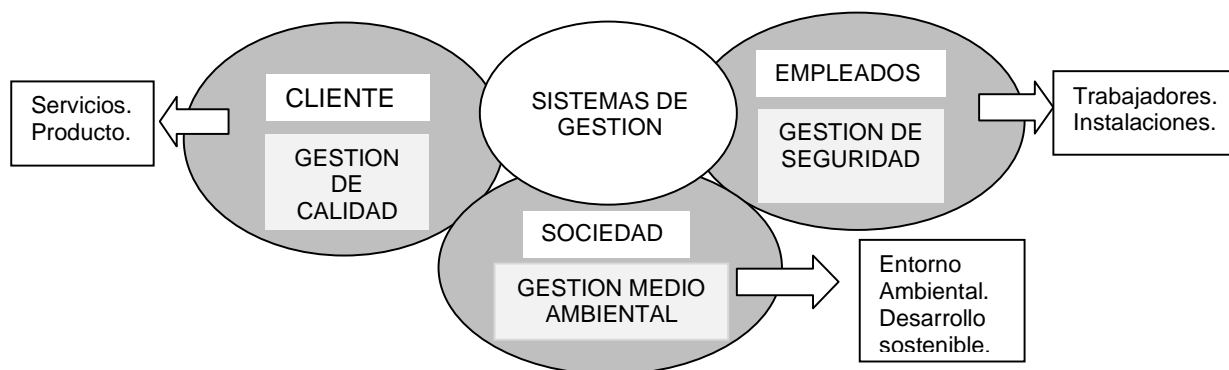 Servicios.
Producto.
CLIENTE
GESTION
DE
CALIDAD
SISTEMAS DE
GESTION
EMPLEADOS
GESTION DE
SEGURIDAD
Trabajadores.
Instalaciones.
SOCIEDAD
GESTION MEDIO
AMBIENTAL
Entorno
Ambiental.
Desarrollo
sostenible.